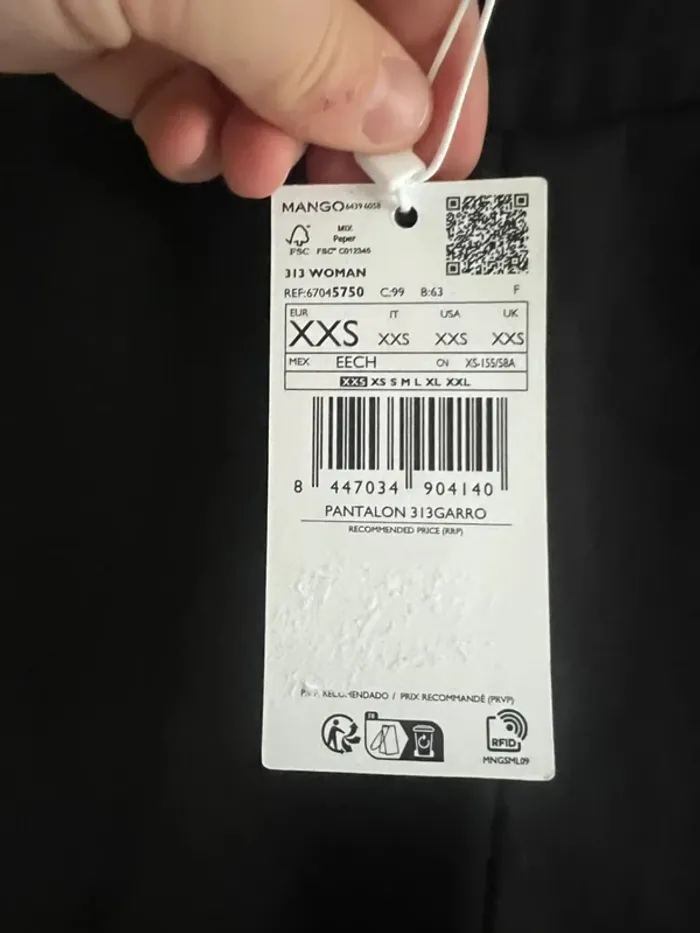 MANGO 6439 6058
MIX
Paper
FSC FSC™ C012345
313 WOMAN
REF:67045750 C:99 B:63 F
EUR IT USA UK
XXS XXS XXS XXS
MEX EECH CN XS-155/58A
XXS XS S M L XL XXL
8 447034 904140
PANTALON 313GARRO
RECOMMENDED PRICE (RRP)
RECOMENDADO / PRIX RECOMMANDÉ (PRVP)
FR
RFID
MNGSML09